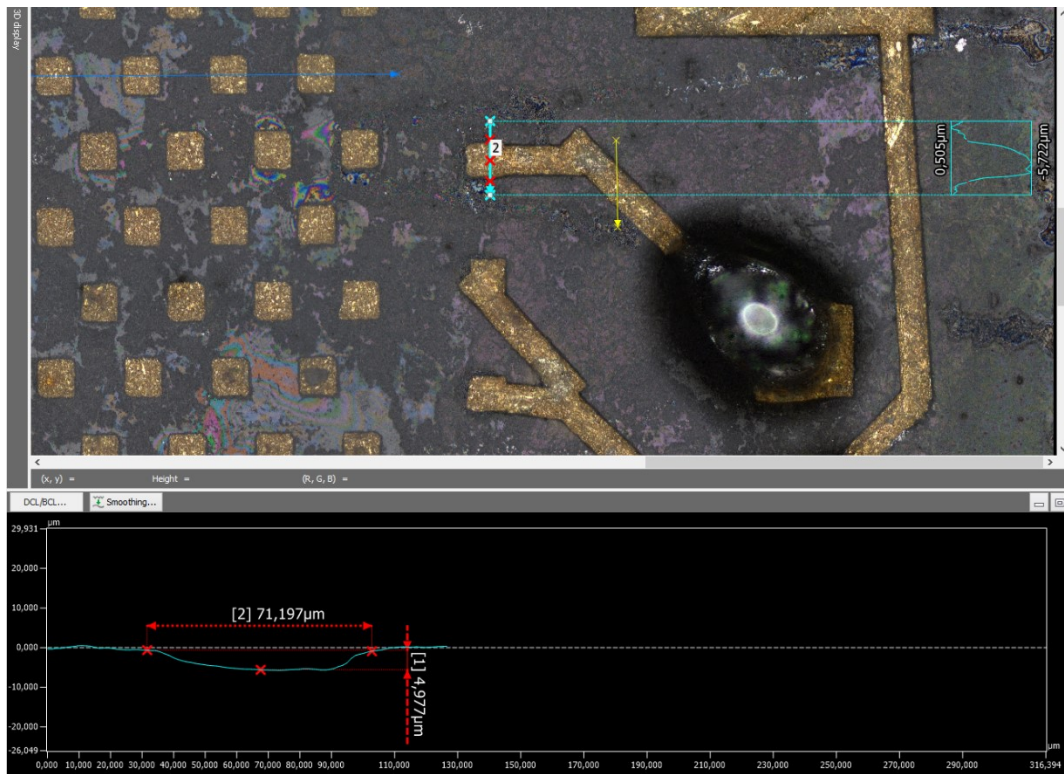 3D display
2
0,505µm
-5,722µm
(x, y) = Height = (R, G, B) =
DCL/BCL... Smoothing...
µm
29,931
20,000
10,000
0,000
-10,000
-20,000
-26,049
[2] 71,197µm
[1] 4,977µm
µm
0,000 10,000 20,000 30,000 40,000 50,000 60,000 70,000 80,000 90,000 110,000 130,000 150,000 170,000 190,000 210,000 230,000 250,000 270,000 290,000 316,394